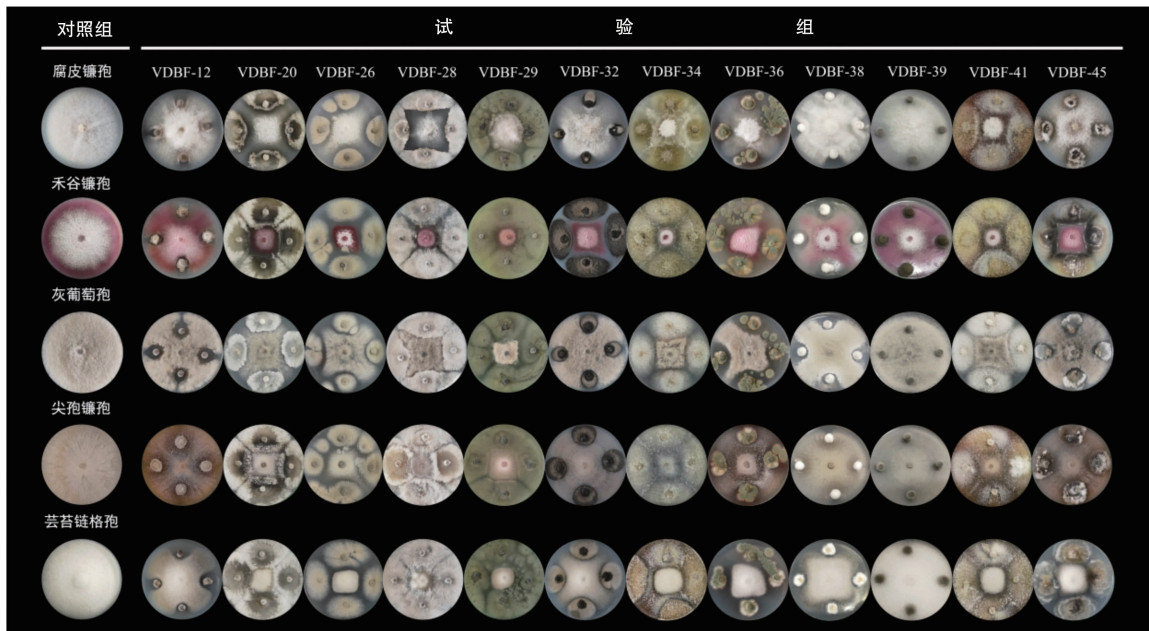 对照组 试 验 组
腐皮镰孢 VDBF-12 VDBF-20 VDBF-26 VDBF-28 VDBF-29 VDBF-32 VDBF-34 VDBF-36 VDBF-38 VDBF-39 VDBF-41 VDBF-45
禾谷镰孢
灰葡萄孢
尖孢镰孢
芸苔链格孢